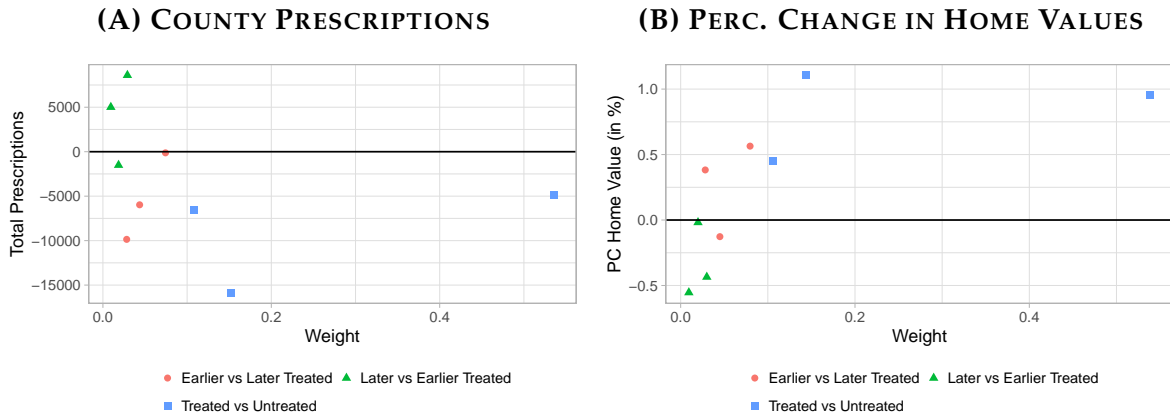 (A) COUNTY PRESCRIPTIONS
Total Prescriptions
5000
0
−5000
−10000
−15000
0.0 0.2 0.4
Weight
Earlier vs Later Treated Later vs Earlier Treated
Treated vs Untreated
(B) PERC. CHANGE IN HOME VALUES
PC Home Value (in %)
1.0
0.5
0.0
−0.5
0.0 0.2 0.4
Weight
Earlier vs Later Treated Later vs Earlier Treated
Treated vs Untreated